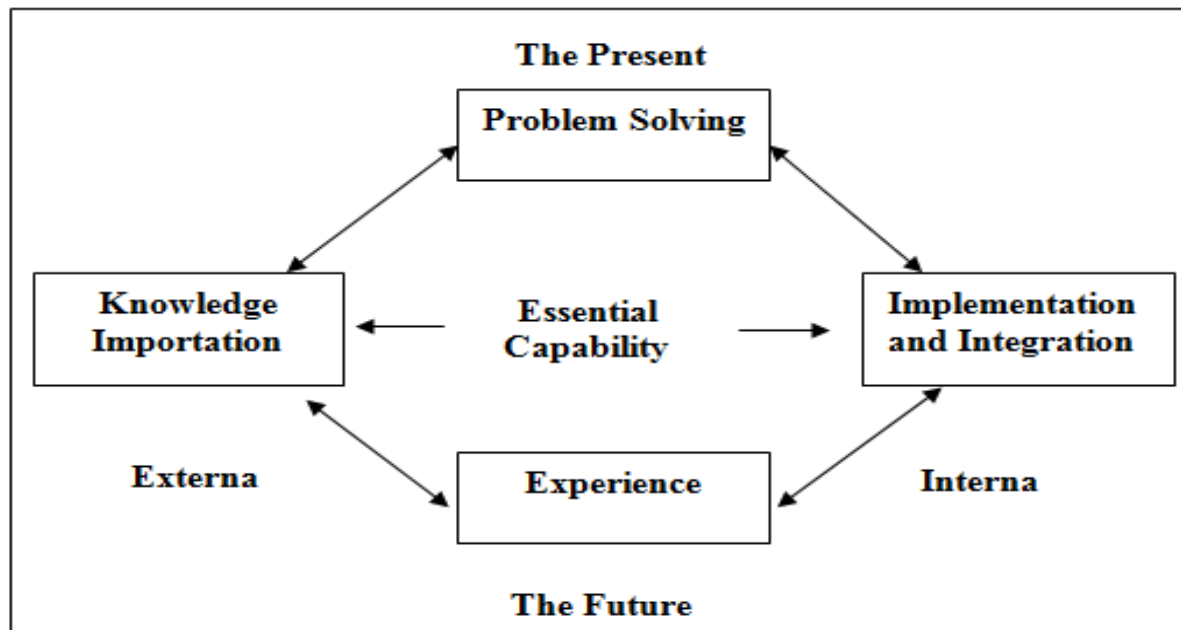 The Present
Problem Solving
Knowledge
Importation
Essential
Capability
Implementation
and Integration
Externa
Experience
Interna
The Future